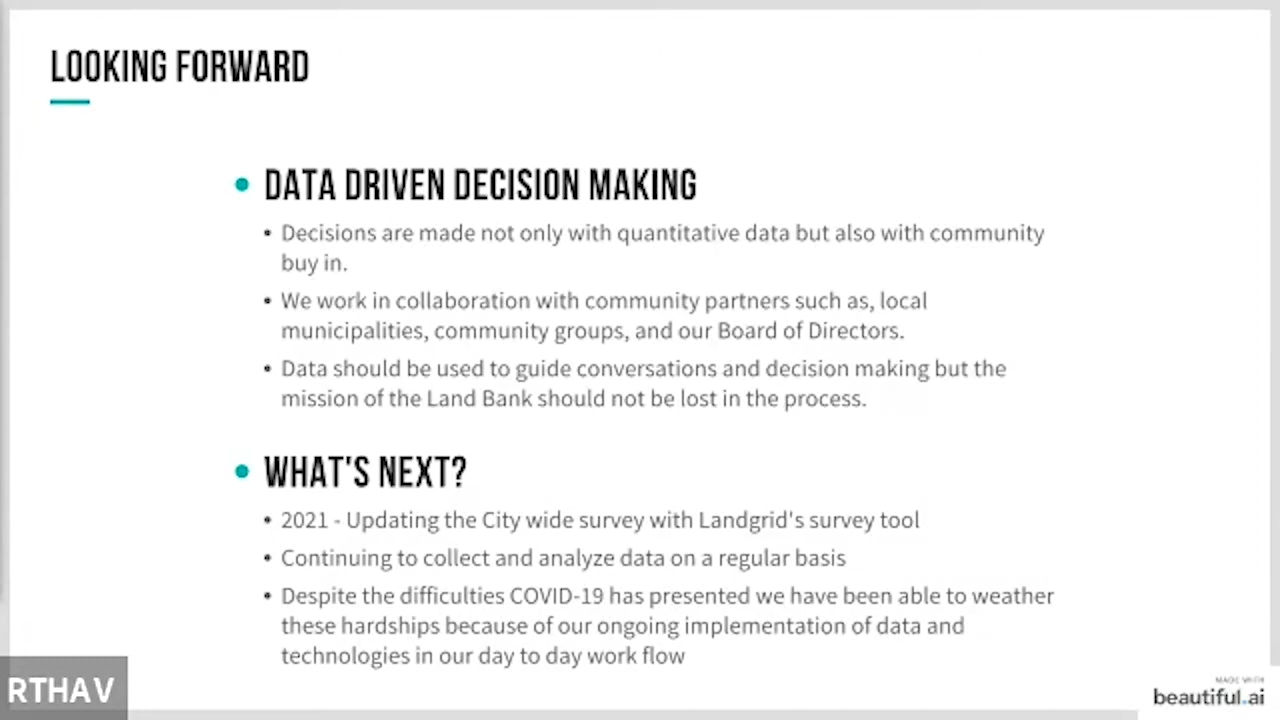 LOOKING FORWARD
DATA DRIVEN DECISION MAKING
Decisions are made not only with quantitative data but also with community
buy in.
We work in collaboration with community partners such as, local
municipalities, community groups, and our Board of Directors.
Data should be used to guide conversations and decision making but the
mission of the Land Bank should not be lost in the process.
WHAT'S NEXT?
2021 - Updating the City wide survey with Landgrid's survey tool
Continuing to collect and analyze data on a regular basis
Despite the difficulties COVID-19 has presented we have been able to weather
these hardships because of our ongoing implementation of data and
technologies in our day to day work flow
RTHAV
MADE WITH
beautiful.ai